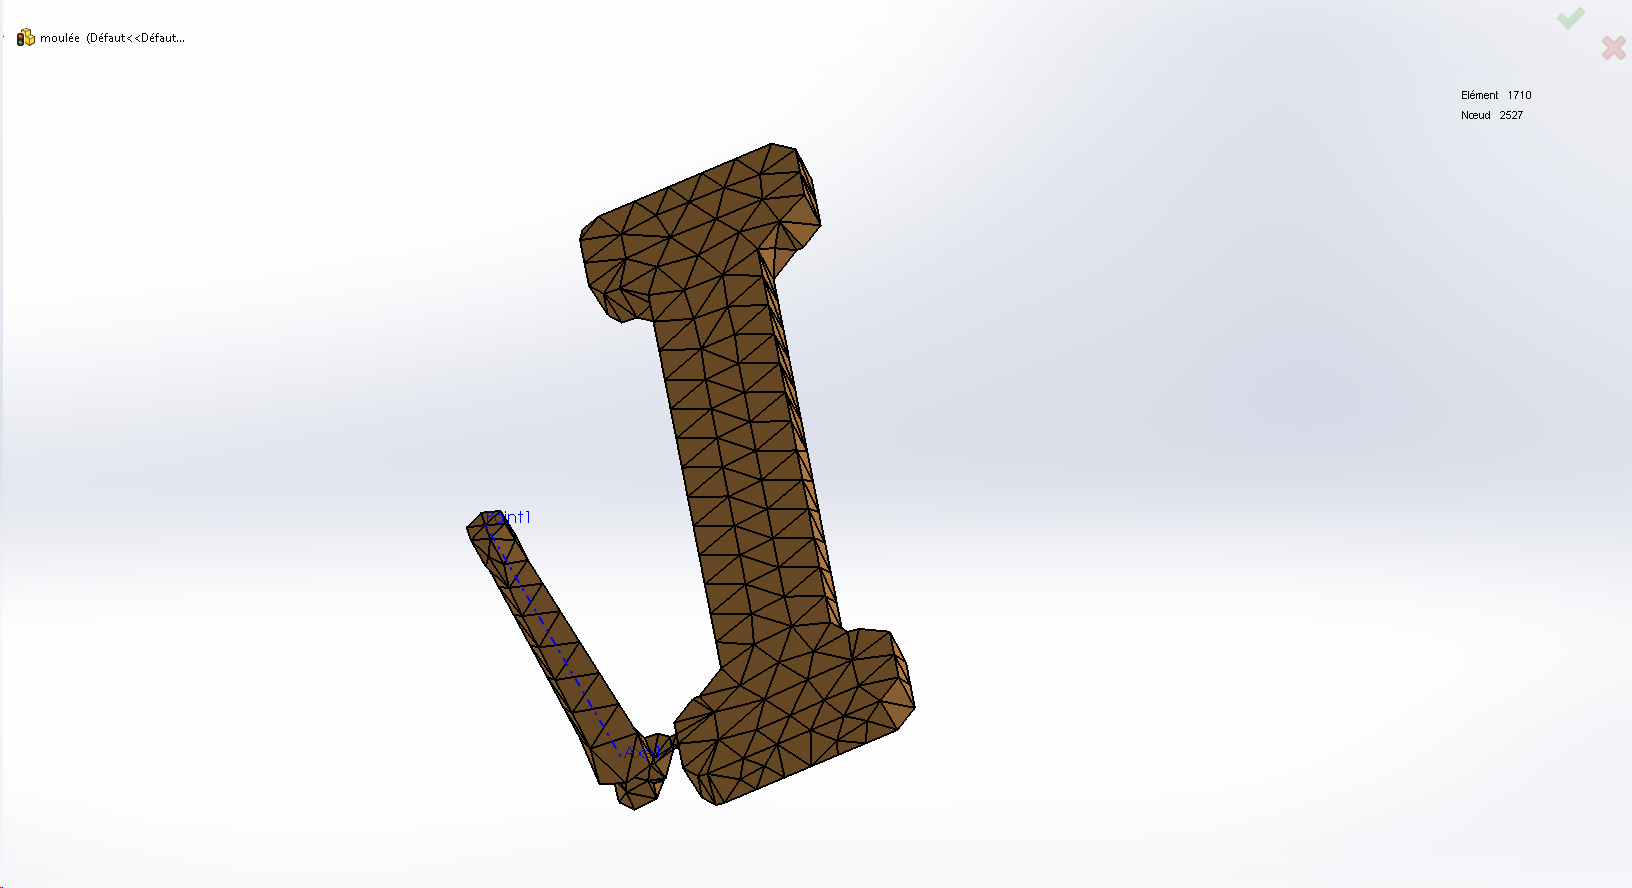 moulée (Défaut<<Défaut...
Elément 1710
Nœud 2527
Point1